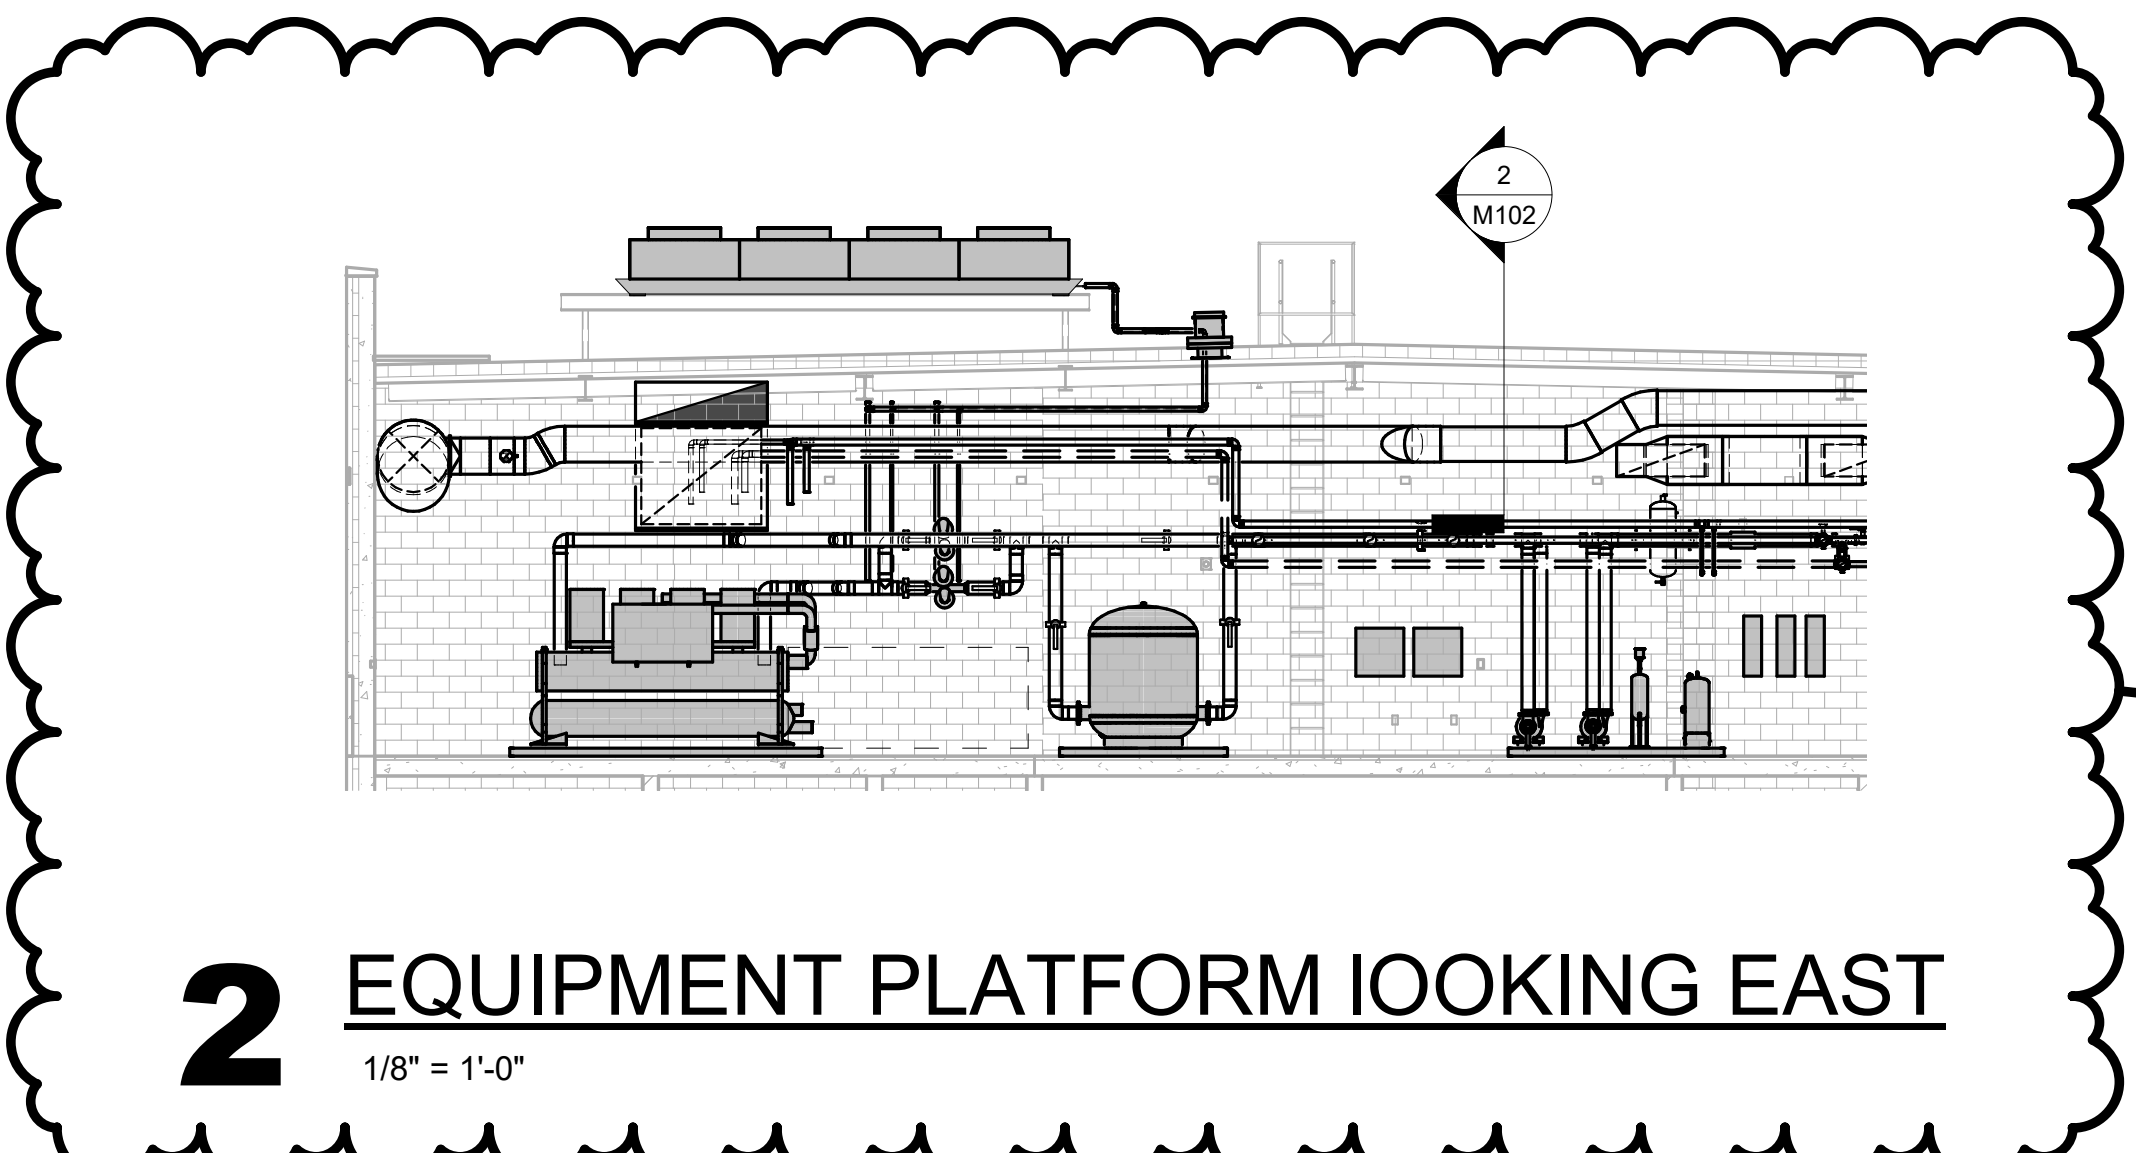 2
M102
2 EQUIPMENT PLATFORM lOOKING EAST
1/8" = 1'-0"